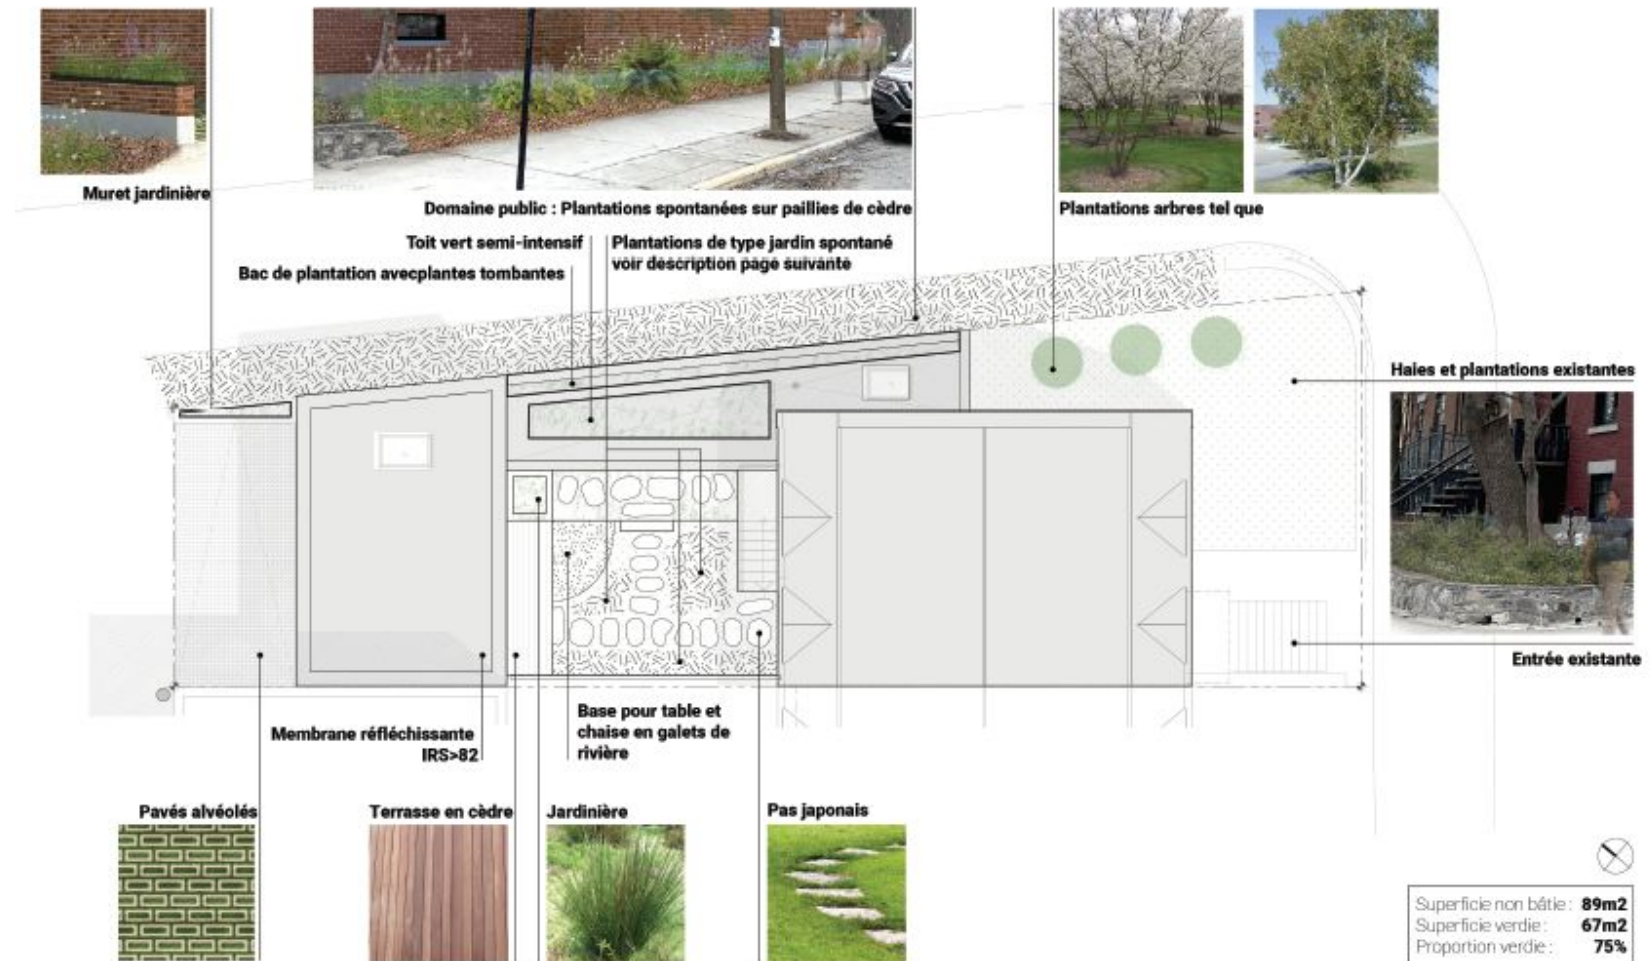 Muret jardinière
Domaine public : Plantations spontanées sur paillies de cèdre
Plantations arbres tel que
Toit vert semi-intensif
Plantations de type jardin spontané
voir description page suivante
Bac de plantation avecplantes tombantes
Haies et plantations existantes
Entrée existante
Membrane réfléchissante
IRS>82
Base pour table et
chaise en galets de
rivière
Pavés alvéolés
Terrasse en cèdre
Jardinière
Pas japonais
Superficie non bâtie : 89m2
Superficie verdie : 67m2
Proportion verdie : 75%